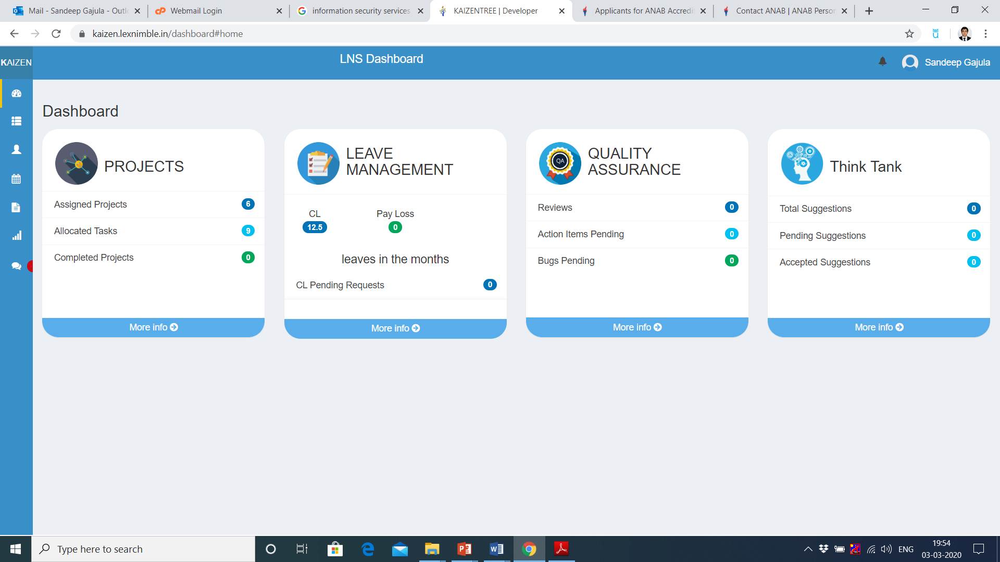 Mail - Sandeep Gajula - Outl
Webmail Login
information security services
KAIZENTREE | Developer
Applicants for ANAB Accredi
Contact ANAB | ANAB Person
kaizen.lexnimble.in/dashboard#home
KAIZEN
LNS Dashboard
Sandeep Gajula
Dashboard
PROJECTS
Assigned Projects 6
Allocated Tasks 9
Completed Projects 0
More info
LEAVE
MANAGEMENT
CL Pay Loss
12.5 0
leaves in the months
CL Pending Requests 0
More info
QA
QUALITY
ASSURANCE
Reviews 0
Action Items Pending 0
Bugs Pending 0
More info
Think Tank
Total Suggestions 0
Pending Suggestions 0
Accepted Suggestions 0
More info
Type here to search
ENG
19:54
03-03-2020